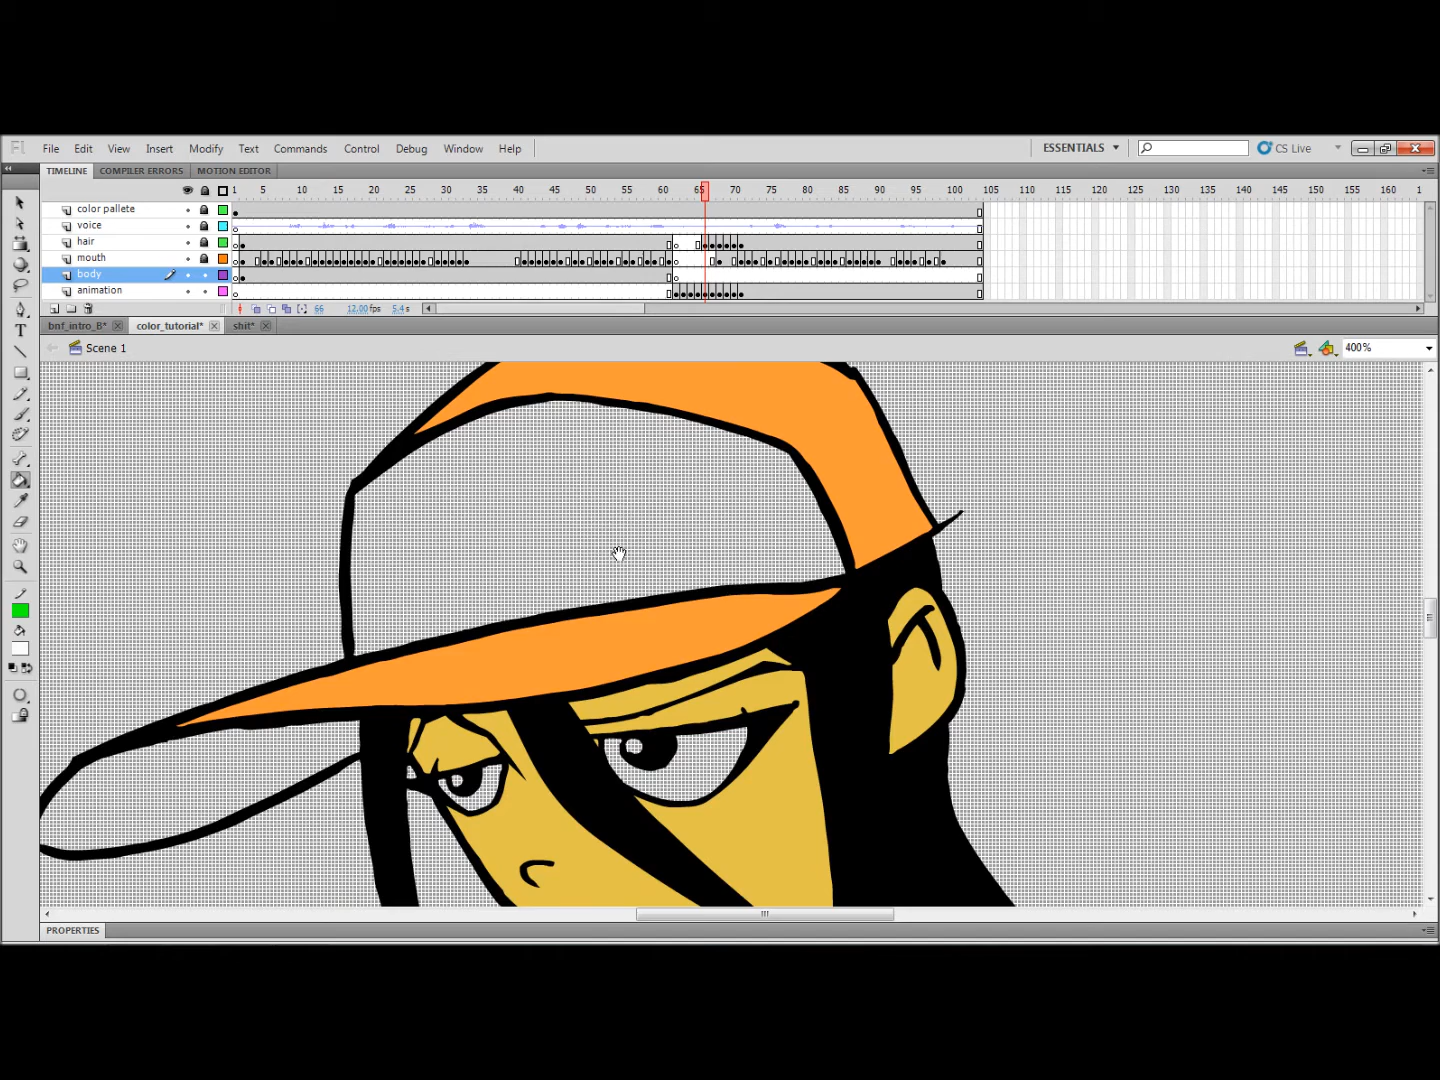 Fl File Edit View Insert Modify Text Commands Control Debug Window Help ESSENTIALS CS Live
TIMELINE COMPILER ERRORS MOTION EDITOR
1 5 10 15 20 25 30 35 40 45 50 55 60 65 70 75 80 85 90 95 100 105 110 115 120 125 130 135 140 145 150 155 160 1
color pallete
voice
hair
mouth
body
animation
66 12.00 fps 5.4 s
bnf_intro_B* color_tutorial* shit*
Scene 1 400%
T
PROPERTIES